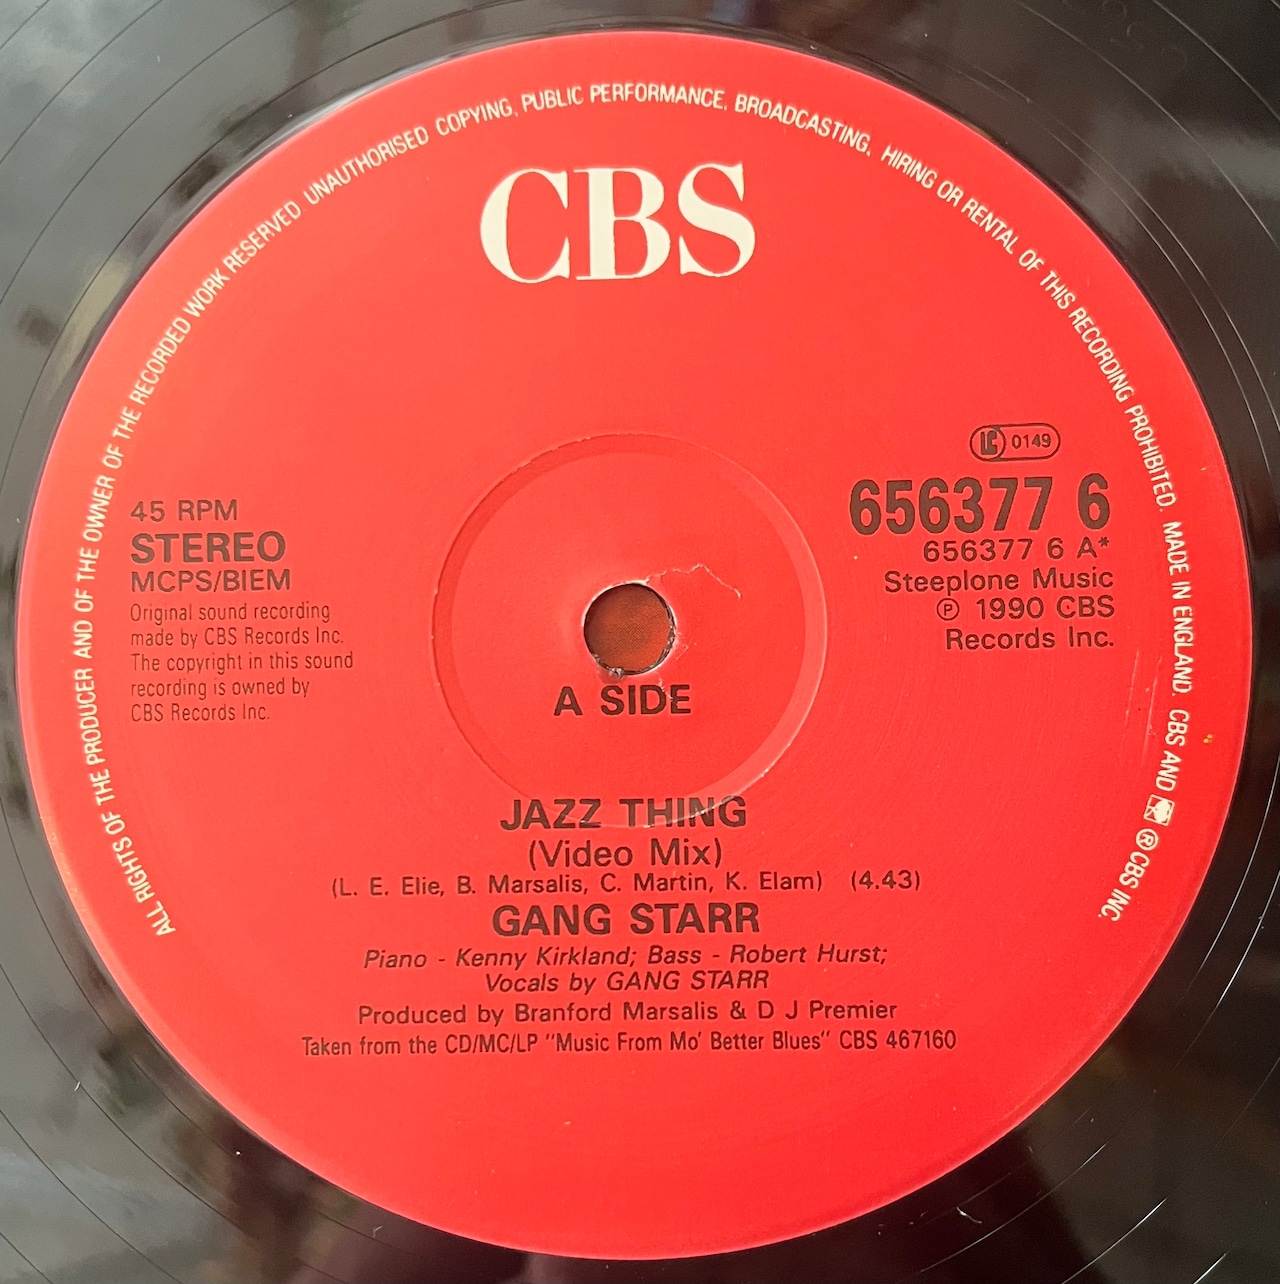 ALL RIGHTS OF THE PRODUCER AND OF THE OWNER OF THE RECORDED WORK RESERVED. UNAUTHORISED COPYING, PUBLIC PERFORMANCE, BROADCASTING, HIRING OR RENTAL OF THIS RECORDING PROHIBITED. MADE IN ENGLAND. CBS AND ® CBS INC.
CBS
45 RPM
STEREO
MCPS/BIEM
Original sound recording
made by CBS Records Inc.
The copyright in this sound
recording is owned by
CBS Records Inc.
LC 0149
656377 6
656377 6 A*
Steeplone Music
℗ 1990 CBS
Records Inc.
A SIDE
JAZZ THING
(Video Mix)
(L. E. Elie, B. Marsalis, C. Martin, K. Elam) (4.43)
GANG STARR
Piano - Kenny Kirkland; Bass - Robert Hurst;
Vocals by GANG STARR
Produced by Branford Marsalis & D J Premier
Taken from the CD/MC/LP "Music From Mo' Better Blues" CBS 467160